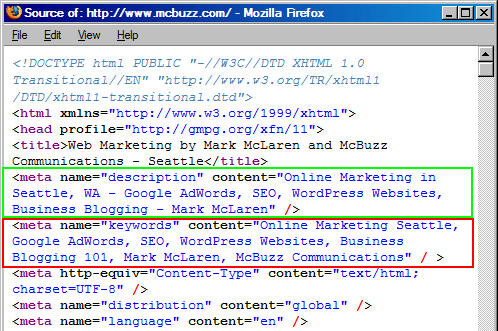 Source of: http://www.mcbuzz.com/ - Mozilla Firefox
File Edit View Help
<!DOCTYPE html PUBLIC "-//W3C//DTD XHTML 1.0
Transitional//EN" "http://www.w3.org/TR/xhtml1
/DTD/xhtml1-transitional.dtd">
<html xmlns="http://www.w3.org/1999/xhtml">
<head profile="http://gmpg.org/xfn/11">
<title>Web Marketing by Mark McLaren and McBuzz
Communications - Seattle</title>
<meta name="description" content="Online Marketing in
Seattle, WA - Google AdWords, SEO, WordPress Websites,
Business Blogging - Mark McLaren" />
<meta name="keywords" content="Online Marketing Seattle,
Google AdWords, SEO, WordPress Websites, Business
Blogging 101, Mark McLaren, McBuzz Communications" / >
<meta http-equiv="Content-Type" content="text/html;
charset=UTF-8" />
<meta name="distribution" content="global" />
<meta name="language" content="en" />